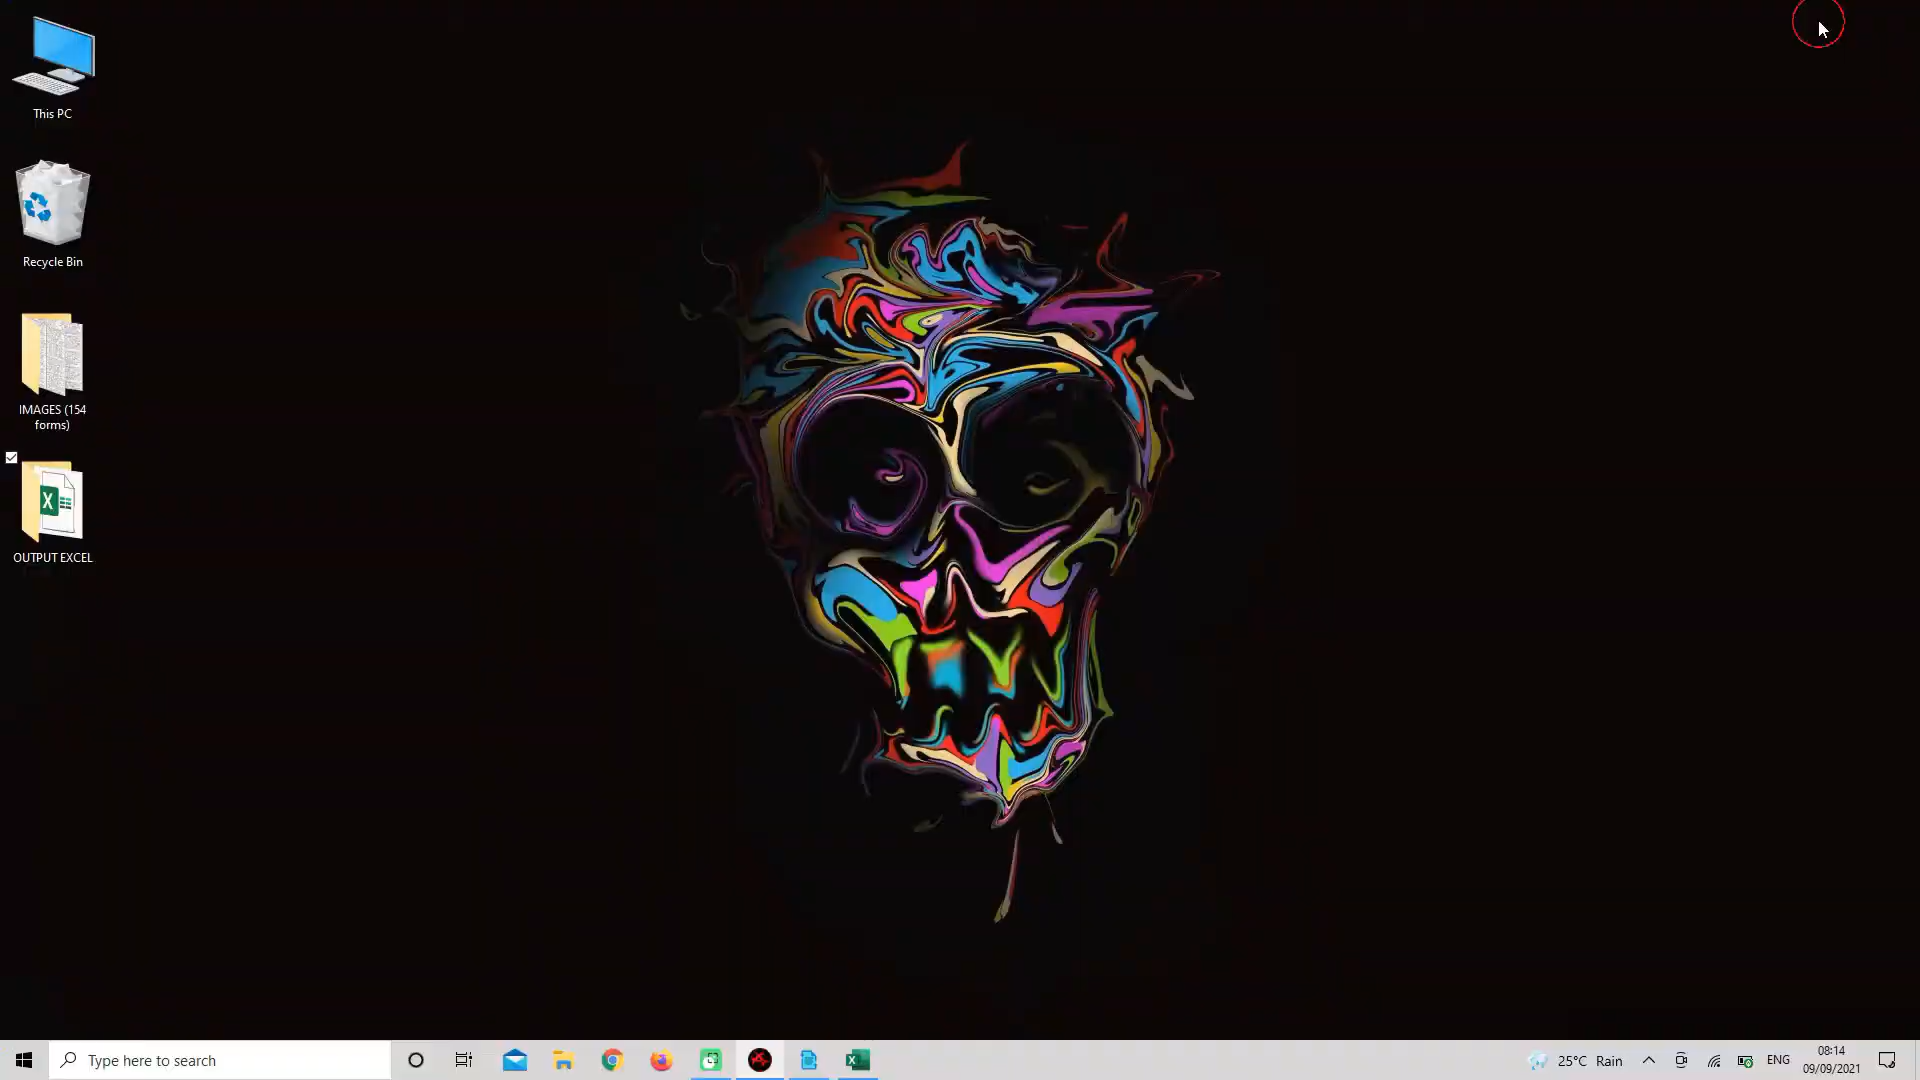 This PC
Recycle Bin
IMAGES (154
forms)
OUTPUT EXCEL
Type here to search
25°C Rain
ENG
08:14
09/09/2021